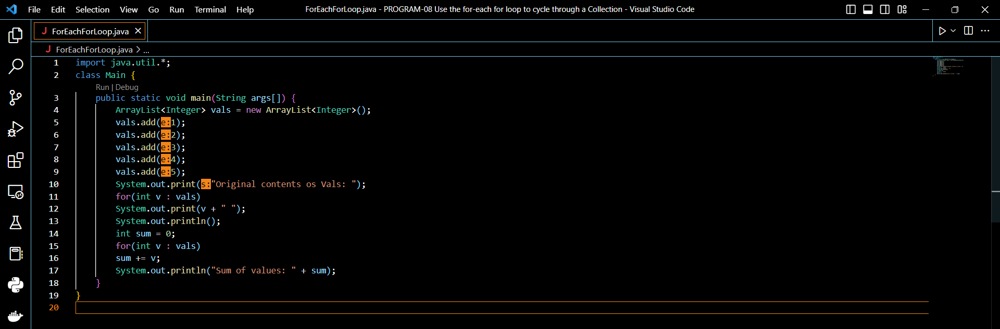 File Edit Selection View Go Run Terminal Help ForEachForLoop.java - PROGRAM-08 Use the for-each for loop to cycle through a Collection - Visual Studio Code
J ForEachForLoop.java
J ForEachForLoop.java > ...
1 import java.util.*;
2 class Main {
Run | Debug
3 public static void main(String args[]) {
4 ArrayList<Integer> vals = new ArrayList<Integer>();
5 vals.add(e:1);
6 vals.add(e:2);
7 vals.add(e:3);
8 vals.add(e:4);
9 vals.add(e:5);
10 System.out.print(s:"Original contents os Vals: ");
11 for(int v : vals)
12 System.out.print(v + " ");
13 System.out.println();
14 int sum = 0;
15 for(int v : vals)
16 sum += v;
17 System.out.println("Sum of values: " + sum);
18 }
19 }
20